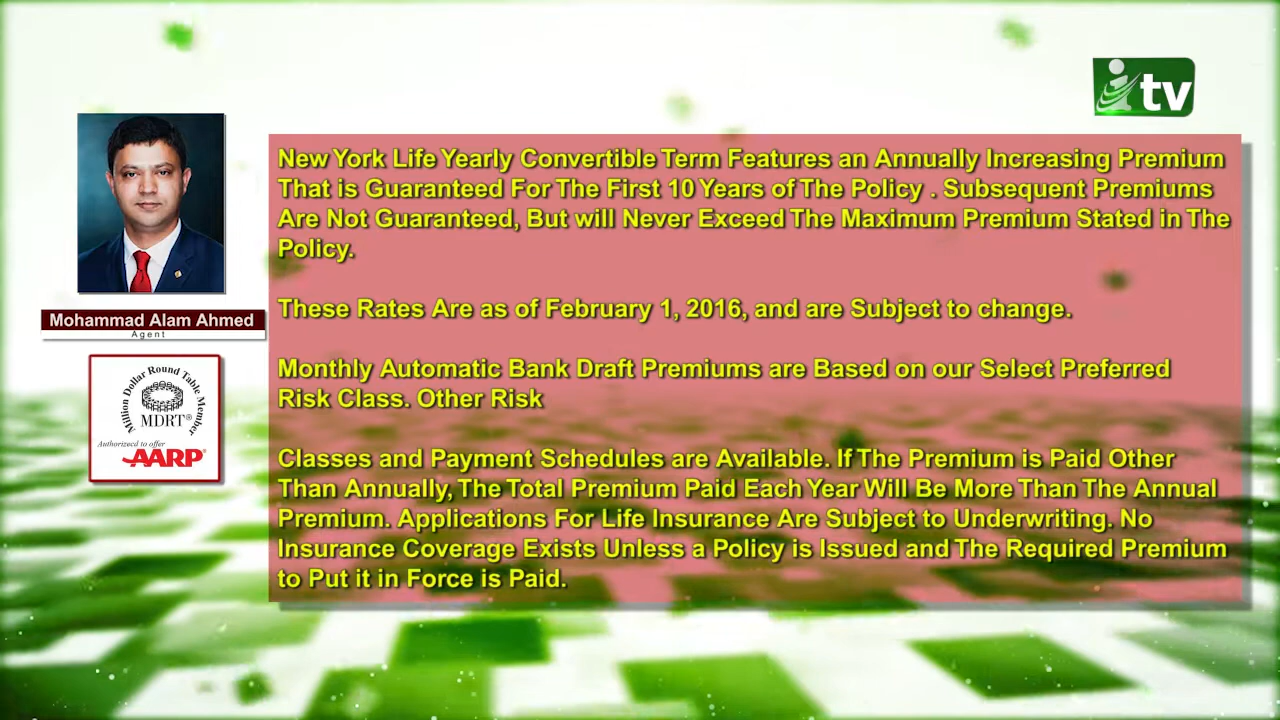 itv
New York Life Yearly Convertible Term Features an Annually Increasing Premium
That is Guaranteed For The First 10 Years of The Policy . Subsequent Premiums
Are Not Guaranteed, But will Never Exceed The Maximum Premium Stated in The
Policy.
These Rates Are as of February 1, 2016, and are Subject to change.
Monthly Automatic Bank Draft Premiums are Based on our Select Preferred
Risk Class. Other Risk
Classes and Payment Schedules are Available. If The Premium is Paid Other
Than Annually, The Total Premium Paid Each Year Will Be More Than The Annual
Premium. Applications For Life Insurance Are Subject to Underwriting. No
Insurance Coverage Exists Unless a Policy is Issued and The Required Premium
to Put it in Force is Paid.
Mohammad Alam Ahmed
Agent
Million Dollar Round Table Member
MDRT®
Authorizecd to offer
AARP®